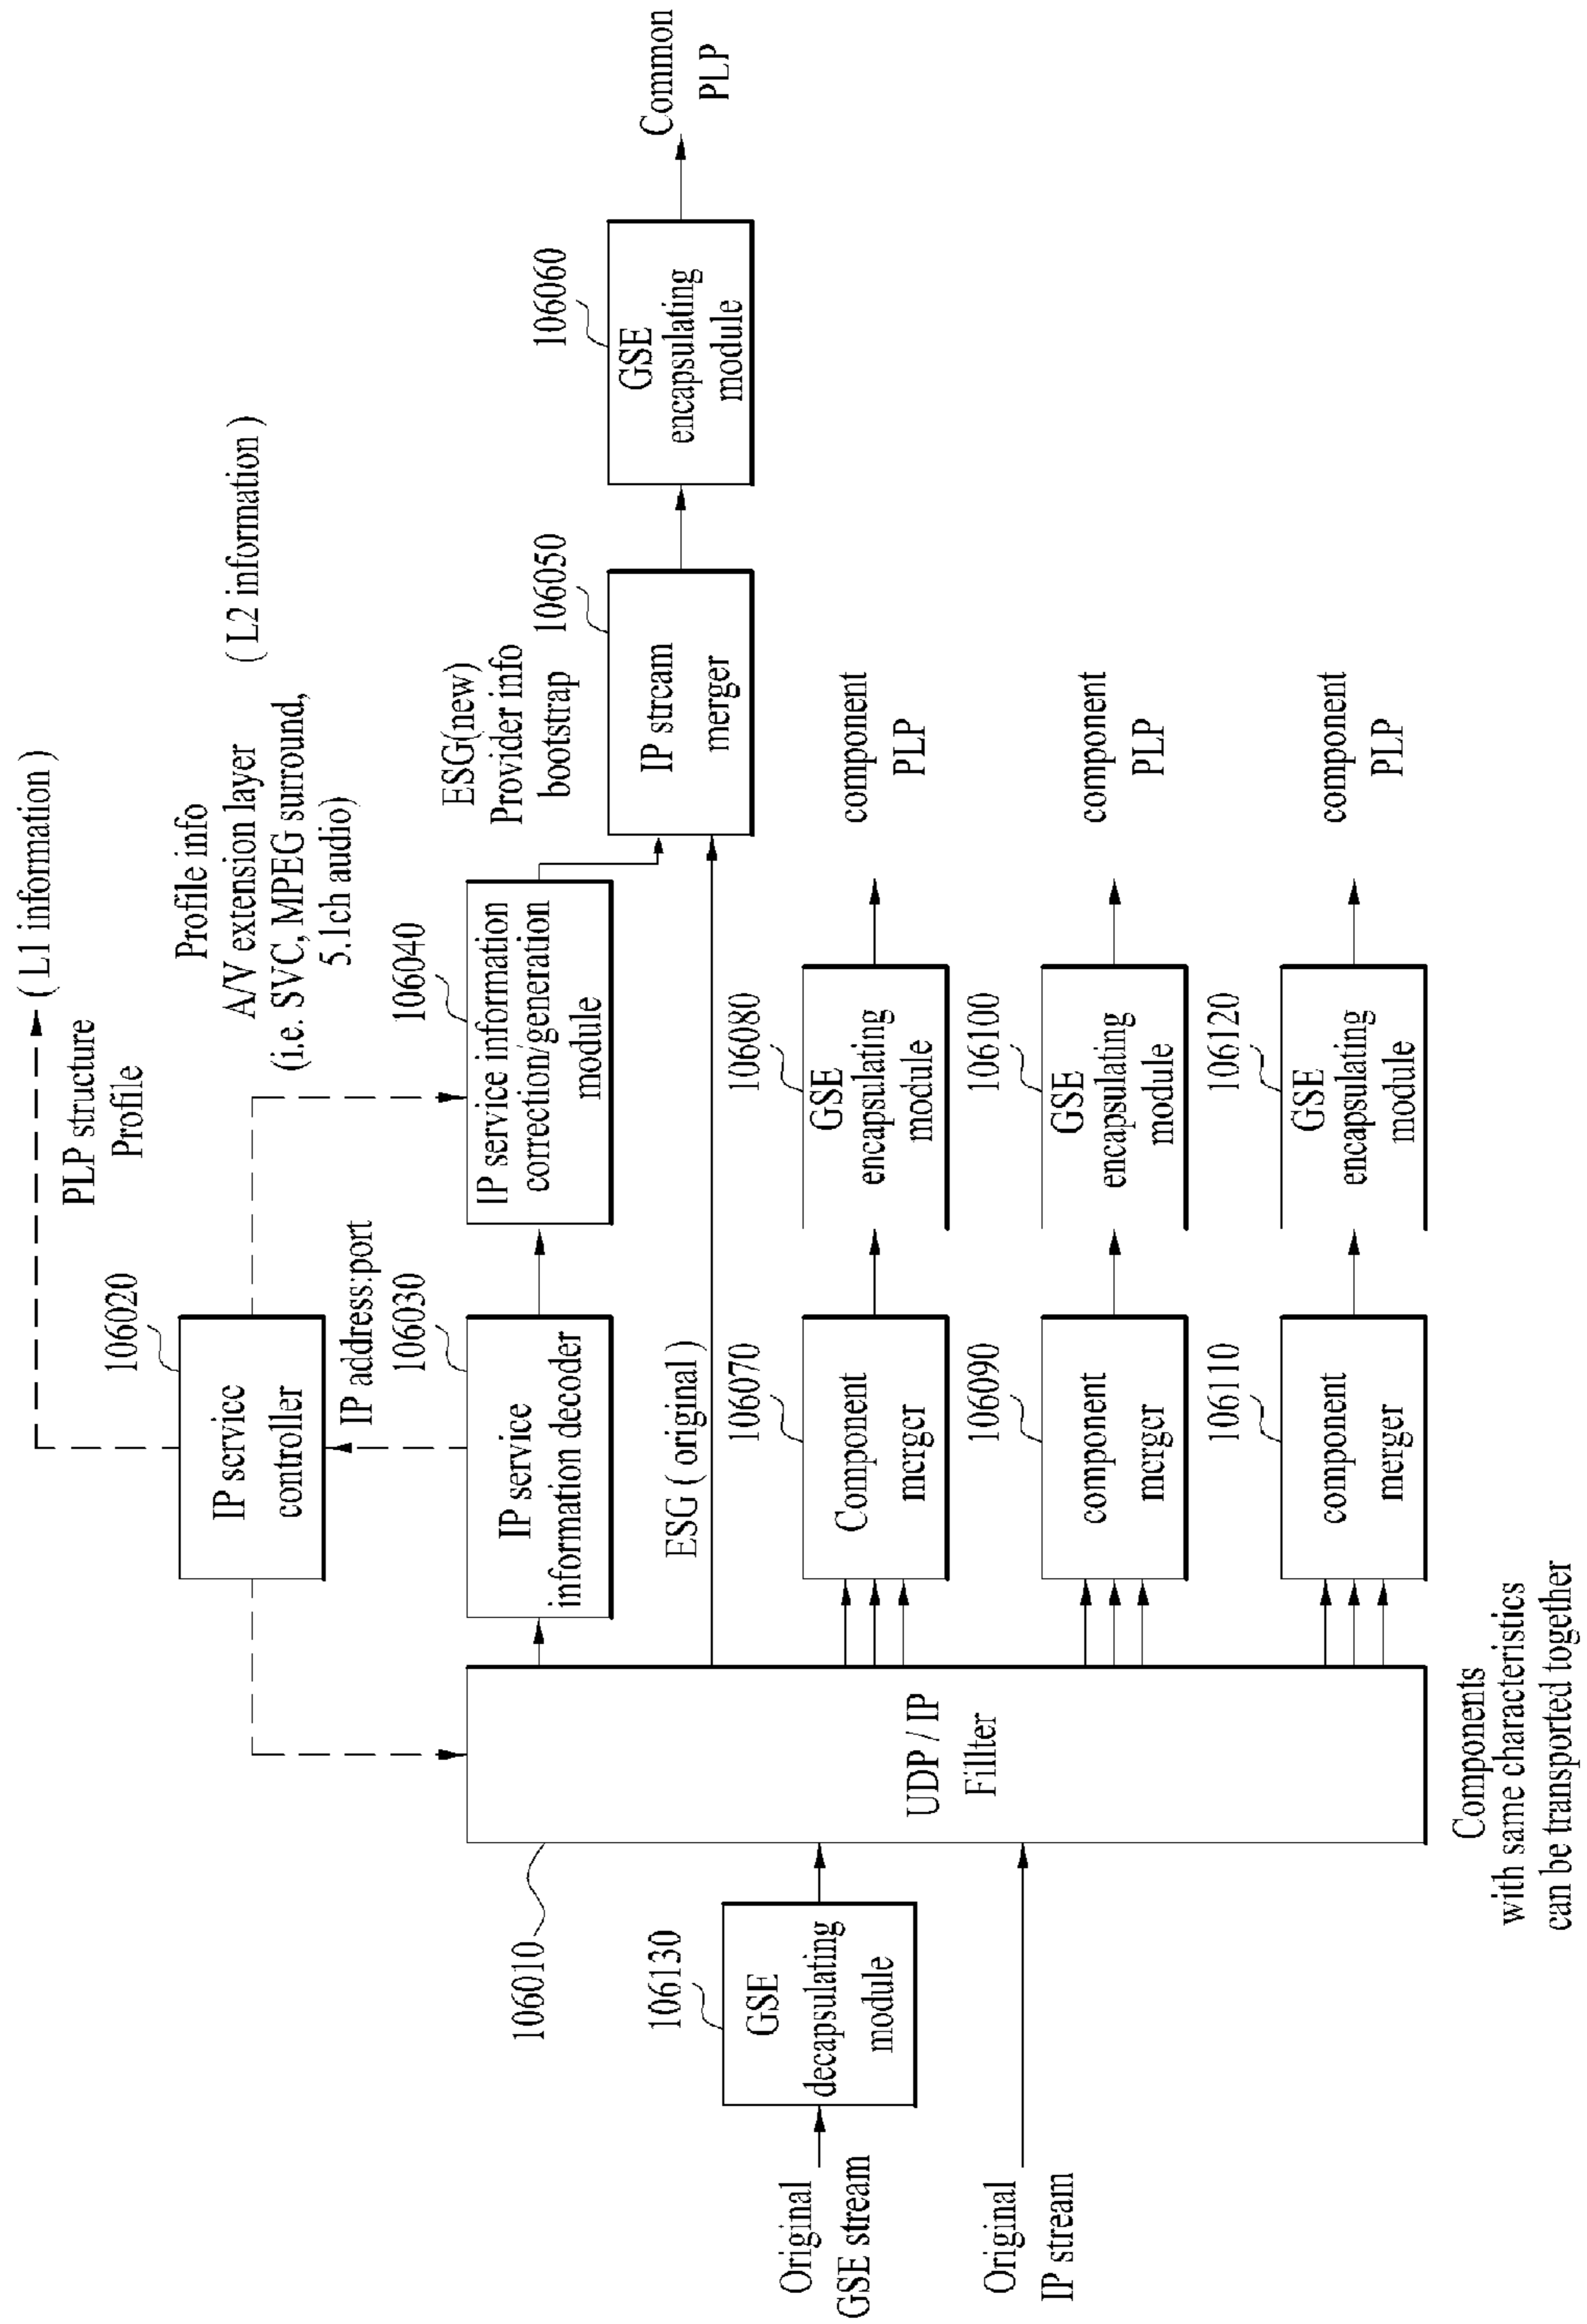 ( L1 information )
PLP structure
Profile
Profile info
A/V extension layer
( L2 information )
(i.e. SVC, MPEG surround,
5.1ch audio)
106020
IP service
controller
IP address:port
106030
IP service
information decoder
106040
IP service information
correction/generation
module
ESG(new)
Provider info
bootstrap
106050
IP stream
merger
106060
GSE
encapsulating
module
Common
PLP
ESG ( original )
106010
UDP / IP
Fillter
106130
GSE
decapsulating
module
Original
GSE stream
Original
IP stream
106070
Component
merger
106080
GSE
encapsulating
module
component
PLP
106090
component
merger
106100
GSE
encapsulating
module
component
PLP
106110
component
merger
106120
GSE
encapsulating
module
component
PLP
Components
with same characteristics
can be transported together